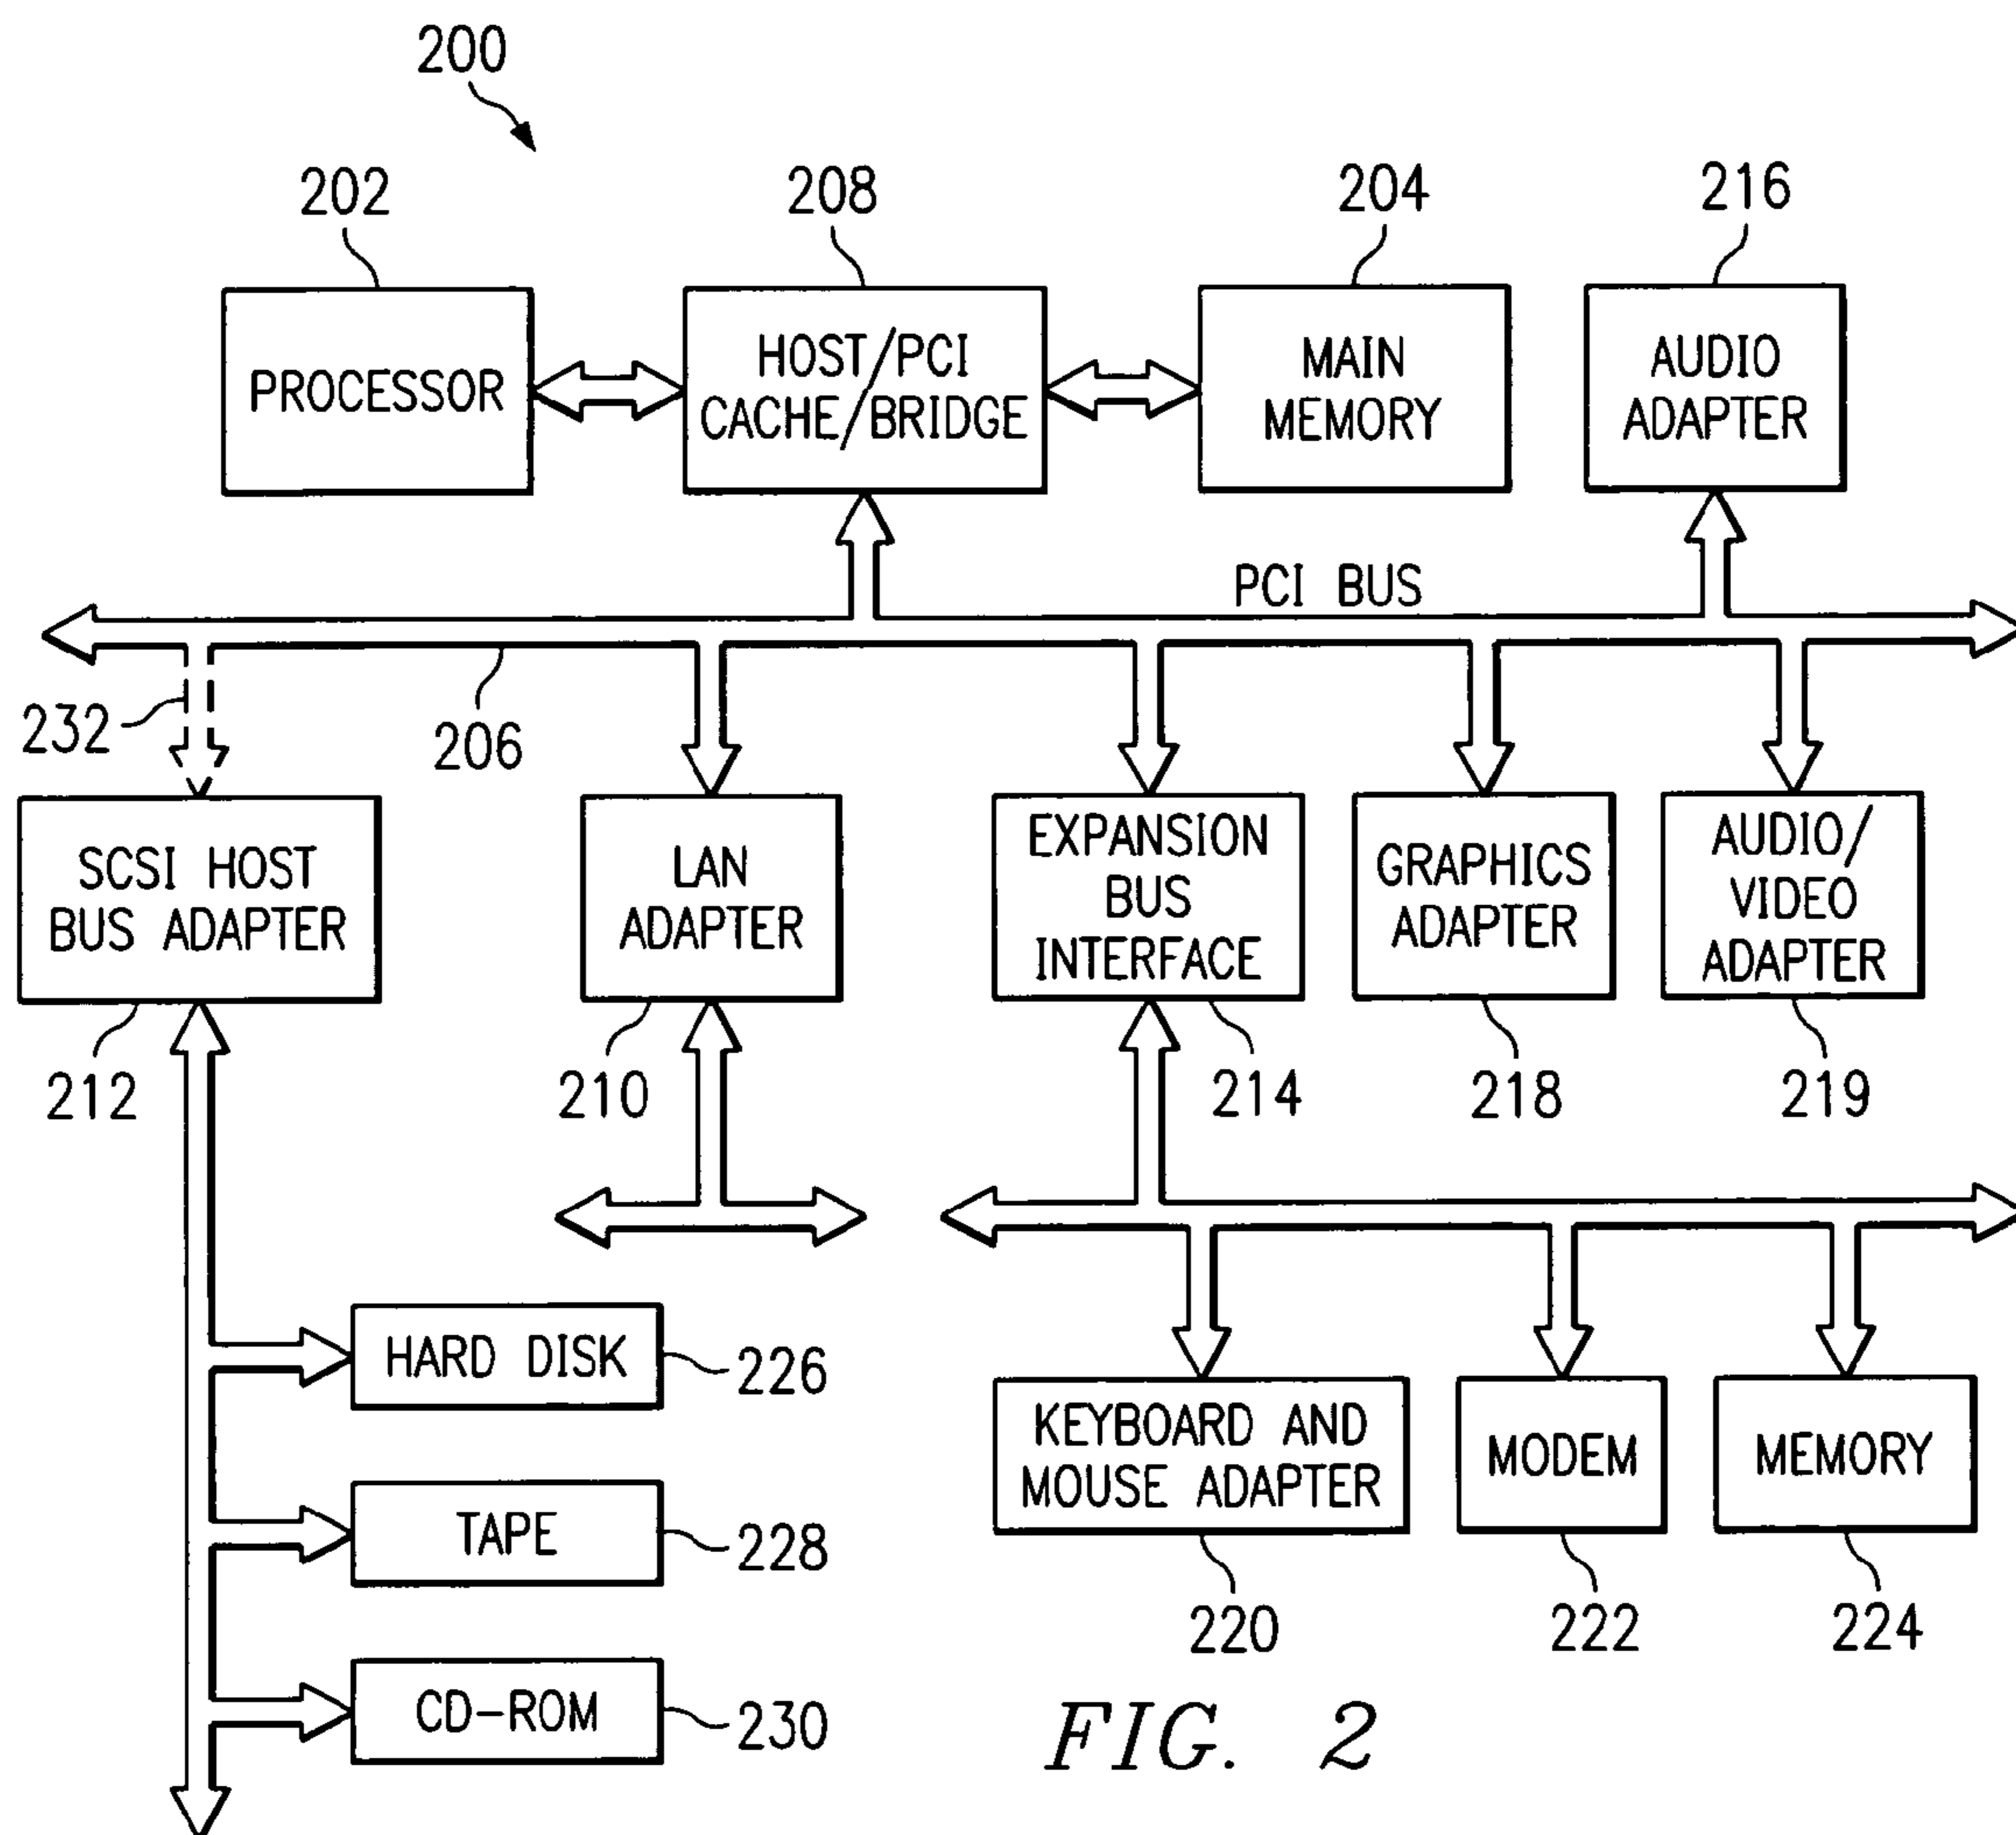 200
202
208
204
216
PROCESSOR
HOST/PCI
CACHE/BRIDGE
MAIN
MEMORY
AUDIO
ADAPTER
PCI BUS
232
206
SCSI HOST
BUS ADAPTER
LAN
ADAPTER
EXPANSION
BUS
INTERFACE
GRAPHICS
ADAPTER
AUDIO/
VIDEO
ADAPTER
212
210
214
218
219
HARD DISK
226
TAPE
228
CD-ROM
230
KEYBOARD AND
MOUSE ADAPTER
MODEM
MEMORY
220
222
224
FIG. 2